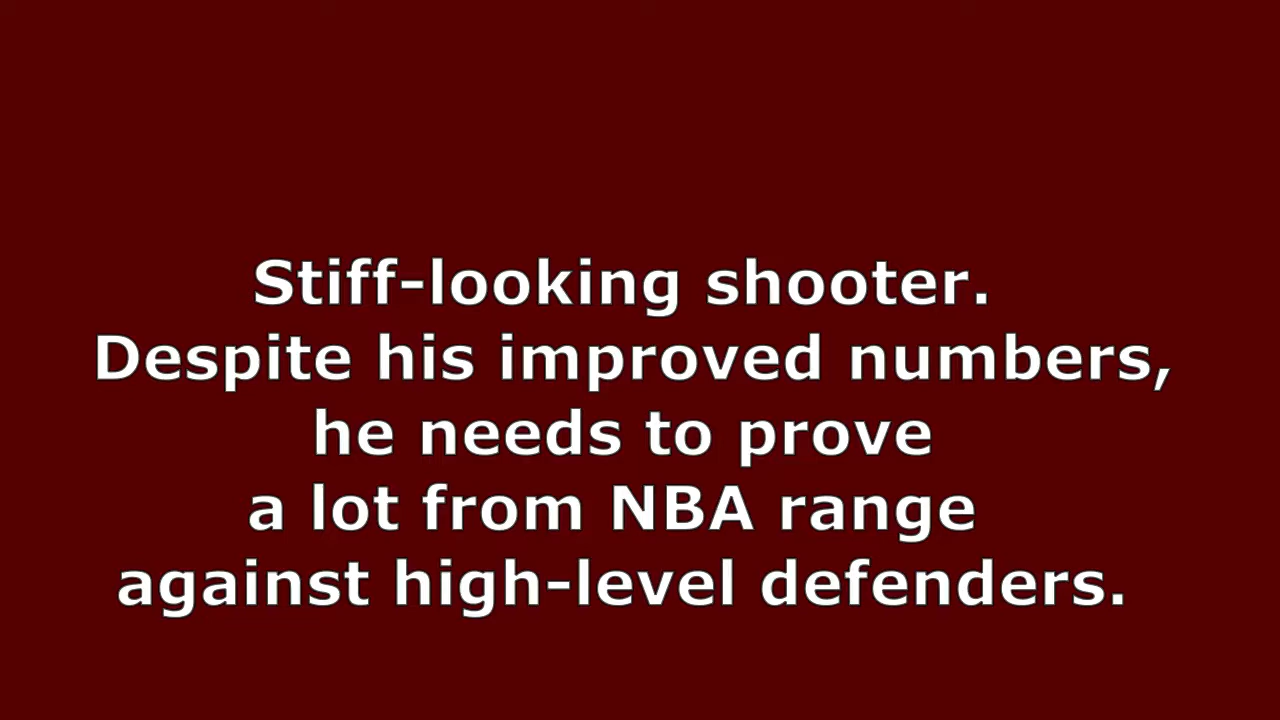 Stiff-looking shooter.
Despite his improved numbers,
he needs to prove
a lot from NBA range
against high-level defenders.